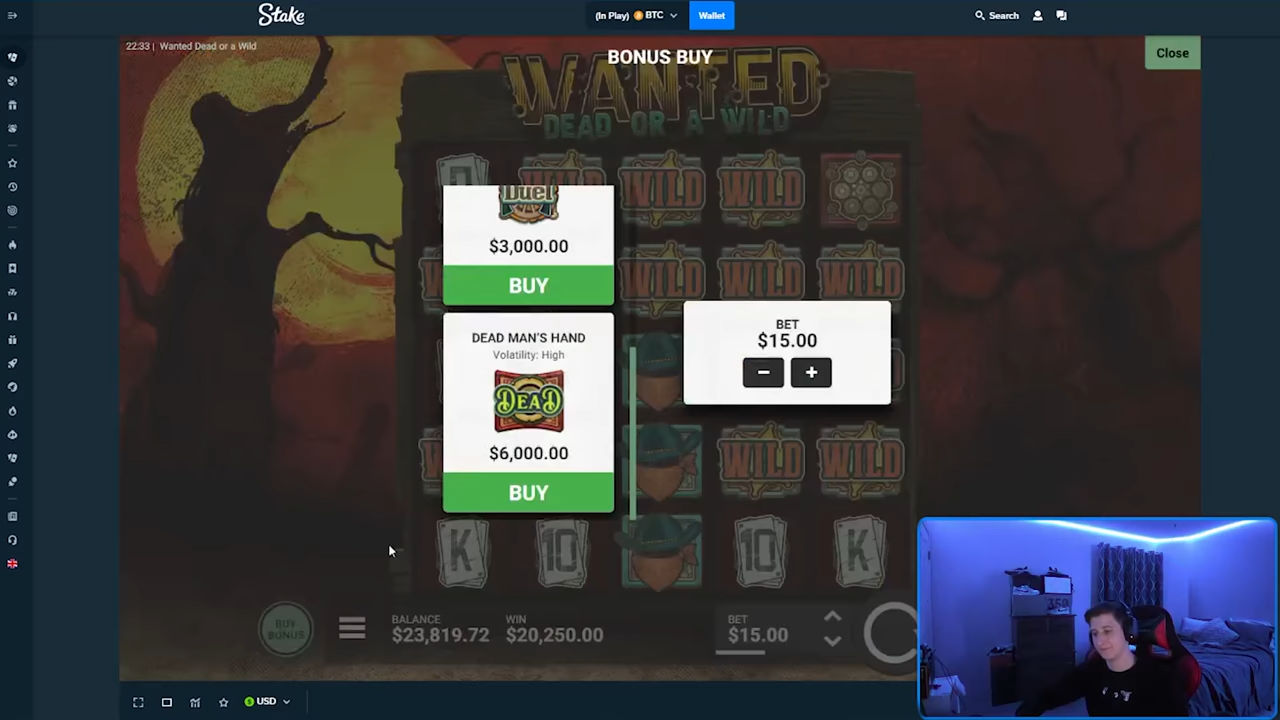 Stake
(In Play) BTC
Wallet
Search
22:33 | Wanted Dead or a Wild
BONUS BUY
Close
WANTED
DEAD OR A WILD
WILD WILD WILD
Duel
$3,000.00
BUY
WILD WILD WILD
DEAD MAN'S HAND
Volatility: High
DEAD
$6,000.00
BUY
BET
$15.00
− +
WILD WILD
K 10 10 K
BUY
BONUS
BALANCE
$23,819.72
WIN
$20,250.00
BET
$15.00
USD